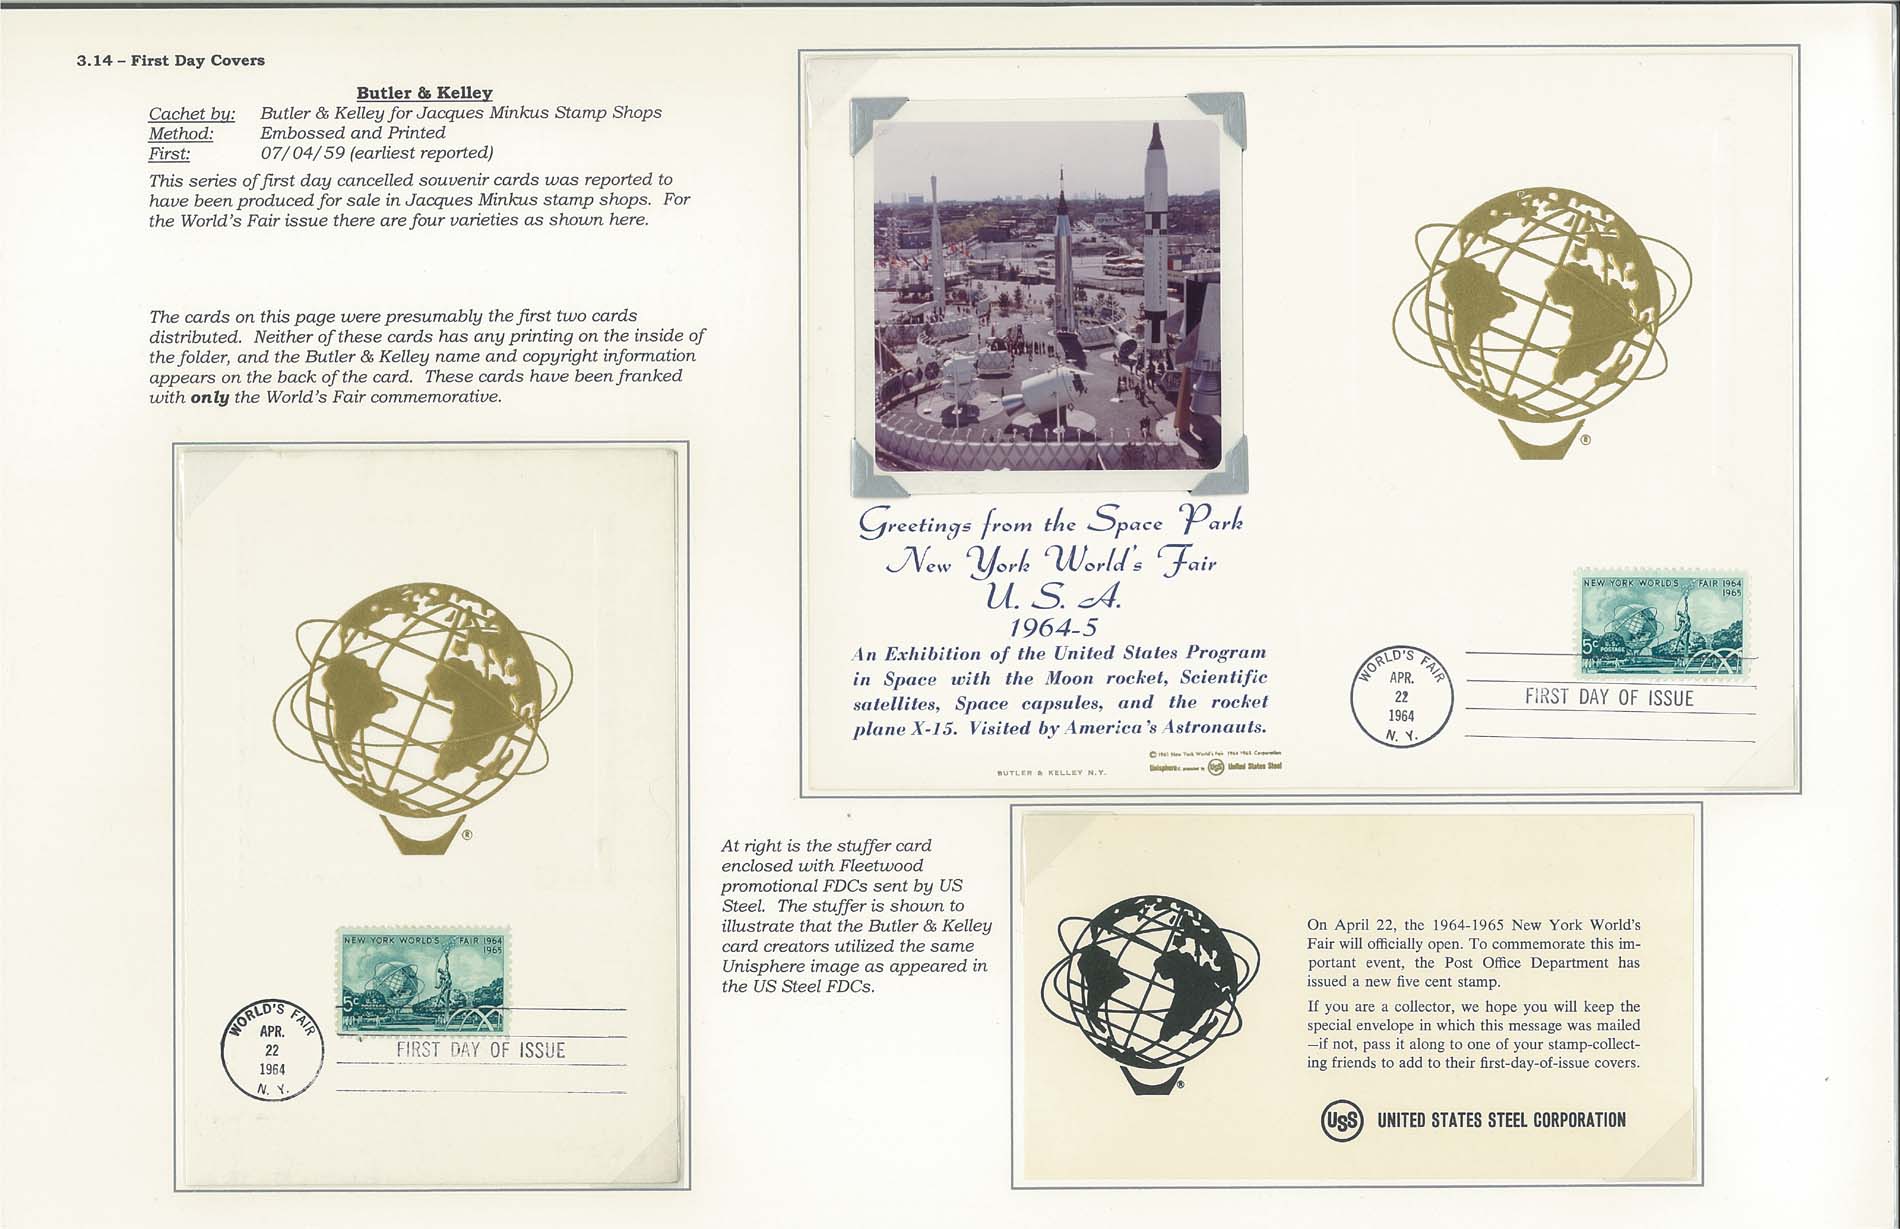 3.14 – First Day Covers
Butler & Kelley
Cachet by: Butler & Kelley for Jacques Minkus Stamp Shops
Method: Embossed and Printed
First: 07/04/59 (earliest reported)
This series of first day cancelled souvenir cards was reported to
have been produced for sale in Jacques Minkus stamp shops. For
the World's Fair issue there are four varieties as shown here.
The cards on this page were presumably the first two cards
distributed. Neither of these cards has any printing on the inside of
the folder, and the Butler & Kelley name and copyright information
appears on the back of the card. These cards have been franked
with only the World's Fair commemorative.
®
NEW YORK WORLD'S FAIR 1964
1965
5c U.S.
POSTAGE
WORLD'S FAIR
APR.
22
1964
N. Y.
FIRST DAY OF ISSUE
Greetings from the Space Park
New York World's Fair
U. S. A.
1964-5
An Exhibition of the United States Program
in Space with the Moon rocket, Scientific
satellites, Space capsules, and the rocket
plane X-15. Visited by America's Astronauts.
© 1961 New York World's Fair 1964-1965 Corporation
BUTLER & KELLEY N.Y.
Unisphere® presented by USS United States Steel
®
NEW YORK WORLD'S FAIR 1964
1965
5c U.S.
POSTAGE
WORLD'S FAIR
APR.
22
1964
N. Y.
FIRST DAY OF ISSUE
At right is the stuffer card
enclosed with Fleetwood
promotional FDCs sent by US
Steel. The stuffer is shown to
illustrate that the Butler & Kelley
card creators utilized the same
Unisphere image as appeared in
the US Steel FDCs.
®
On April 22, the 1964-1965 New York World's
Fair will officially open. To commemorate this im-
portant event, the Post Office Department has
issued a new five cent stamp.
If you are a collector, we hope you will keep the
special envelope in which this message was mailed
—if not, pass it along to one of your stamp-collect-
ing friends to add to their first-day-of-issue covers.
USS UNITED STATES STEEL CORPORATION